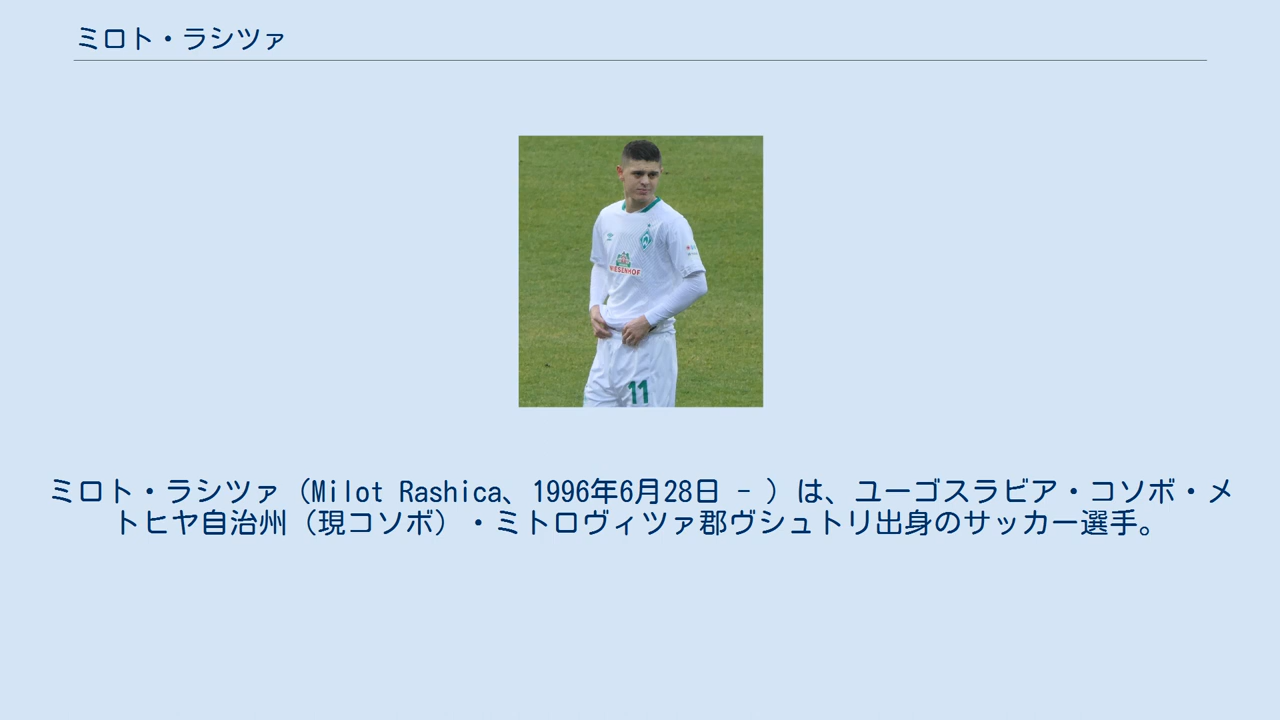 ミロト・ラシツァ
WIESENHOF
11
ミロト・ラシツァ（Milot Rashica、1996年6月28日 - ）は、ユーゴスラビア・コソボ・メ
トヒヤ自治州（現コソボ）・ミトロヴィツァ郡ヴシュトリ出身のサッカー選手。